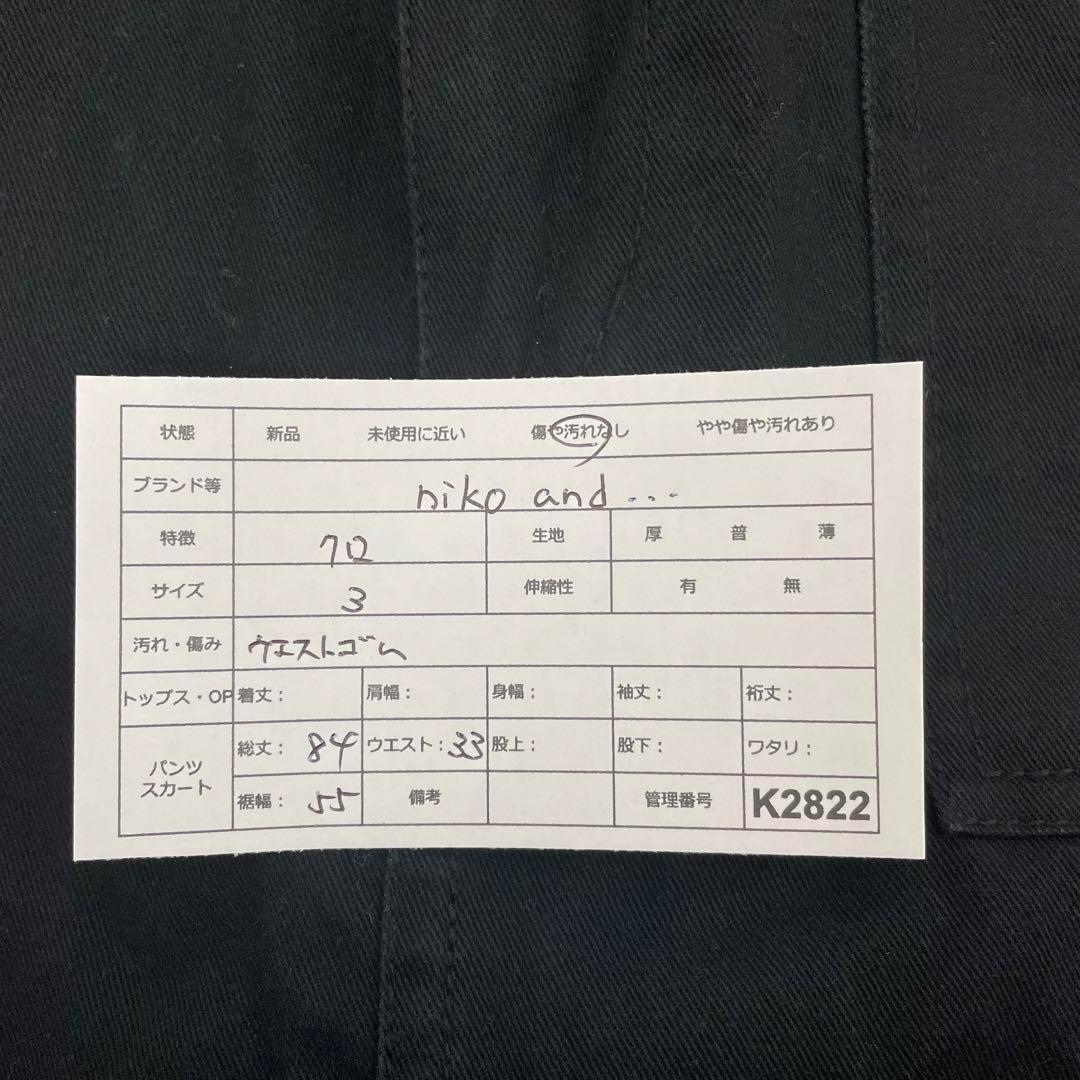 状態 新品 未使用に近い 傷や汚れなし やや傷や汚れあり
ブランド等 niko and ...
特徴 クロ 生地 厚 普 薄
サイズ 3 伸縮性 有 無
汚れ・傷み ウエストゴム
トップス・OP 着丈： 肩幅： 身幅： 袖丈： 裄丈：
パンツ
スカート
総丈： 84 ウエスト：33 股上： 股下： ワタリ：
裾幅： 55 備考 管理番号 K2822